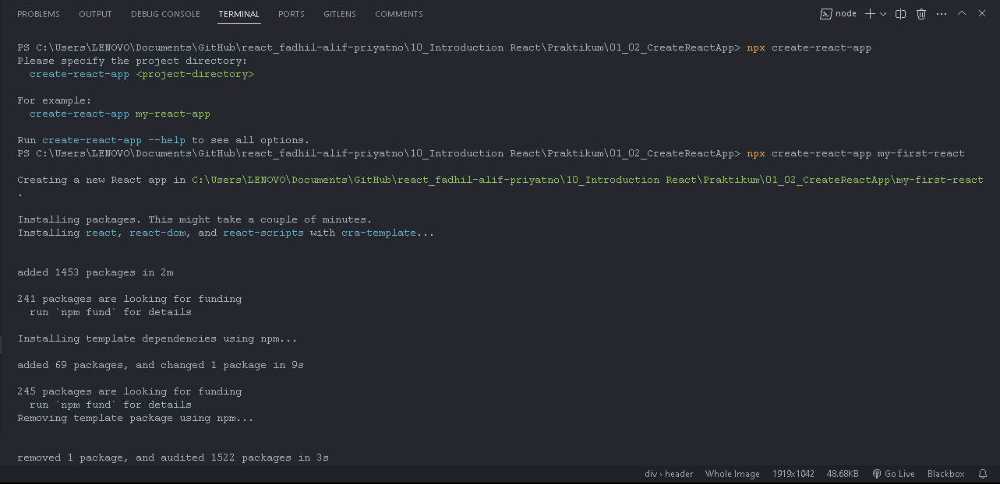 PROBLEMS OUTPUT DEBUG CONSOLE TERMINAL PORTS GITLENS COMMENTS node
PS C:\Users\LENOVO\Documents\GitHub\react_fadhil-alif-priyatno\10_Introduction React\Praktikum\01_02_CreateReactApp> npx create-react-app
Please specify the project directory:
  create-react-app <project-directory>
For example:
  create-react-app my-react-app
Run create-react-app --help to see all options.
PS C:\Users\LENOVO\Documents\GitHub\react_fadhil-alif-priyatno\10_Introduction React\Praktikum\01_02_CreateReactApp> npx create-react-app my-first-react
Creating a new React app in C:\Users\LENOVO\Documents\GitHub\react_fadhil-alif-priyatno\10_Introduction React\Praktikum\01_02_CreateReactApp\my-first-react
.
Installing packages. This might take a couple of minutes.
Installing react, react-dom, and react-scripts with cra-template...
added 1453 packages in 2m
241 packages are looking for funding
  run `npm fund` for details
Installing template dependencies using npm...
added 69 packages, and changed 1 package in 9s
245 packages are looking for funding
  run `npm fund` for details
Removing template package using npm...
removed 1 package, and audited 1522 packages in 3s
div › header Whole Image 1919x1042 48.68KB Go Live Blackbox